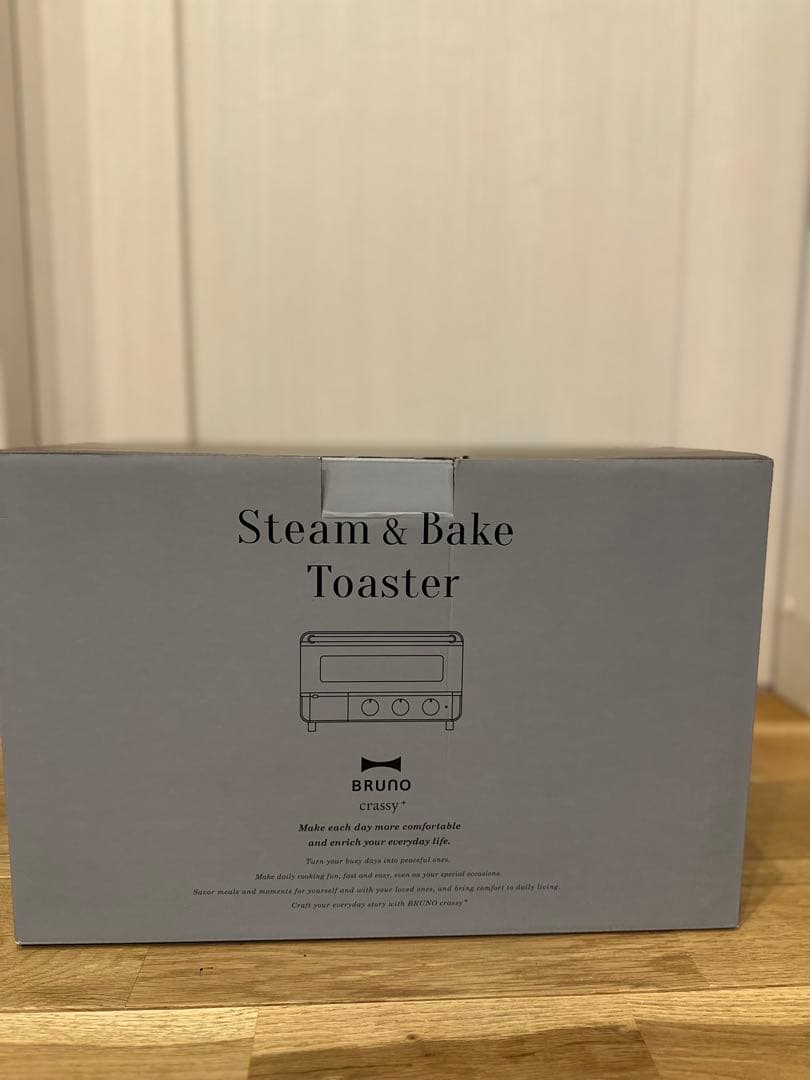 Steam & Bake
Toaster
BRUNO
crassy+
Make each day more comfortable
and enrich your everyday life.
Turn your busy days into peaceful ones.
Make daily cooking fun, fast and easy, even on your special occasions.
Savor meals and moments for yourself and with your loved ones, and bring comfort to daily living.
Craft your everyday story with BRUNO crassy+